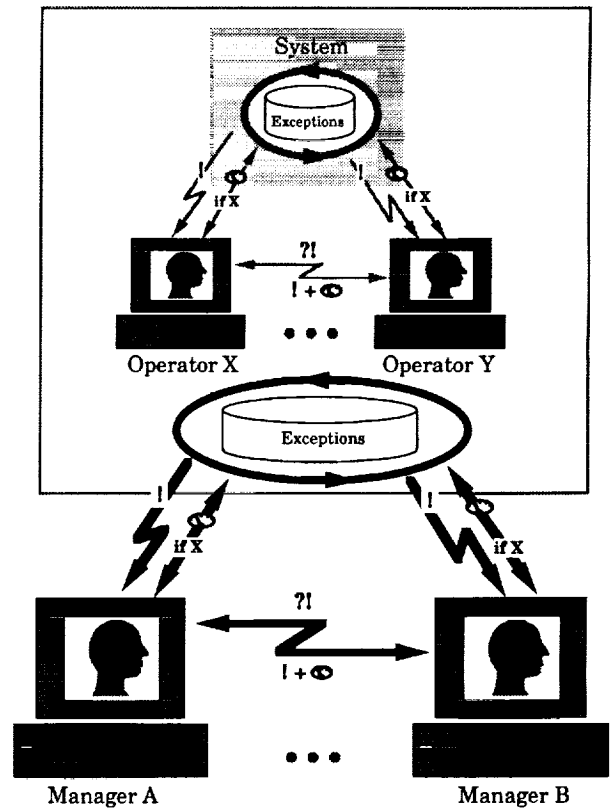 System
Exceptions
!
!
if X
if X
?!
! +
Operator X
Operator Y
Exceptions
!
!
if X
if X
?!
! +
Manager A
Manager B